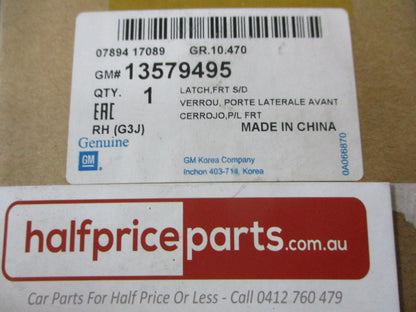 07894 17089 GR.10.470
GM# 13579495
QTY. 1 LATCH,FRT S/D
VERROU, PORTE LATERALE AVANT
EAC CERROJO,P/L FRT
RH (G3J) MADE IN CHINA
Genuine
GM
GM Korea Company
Inchon 403-714, Korea
0A066870
halfpriceparts.com.au
Car Parts For Half Price Or Less - Call 0412 760 479